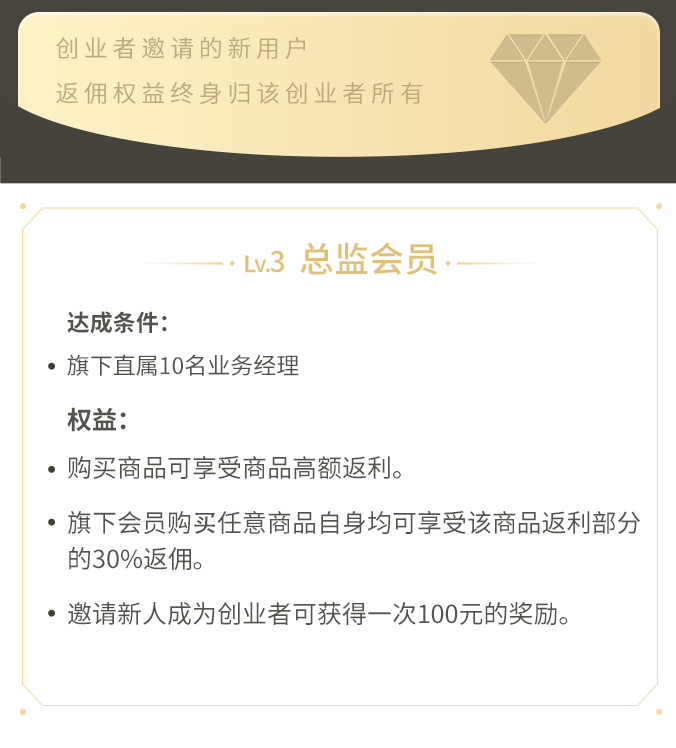 创业者邀请的新用户
返佣权益终身归该创业者所有
Lv.3 总监会员
达成条件：
• 旗下直属10名业务经理
权益：
• 购买商品可享受商品高额返利。
• 旗下会员购买任意商品自身均可享受该商品返利部分
的30%返佣。
• 邀请新人成为创业者可获得一次100元的奖励。